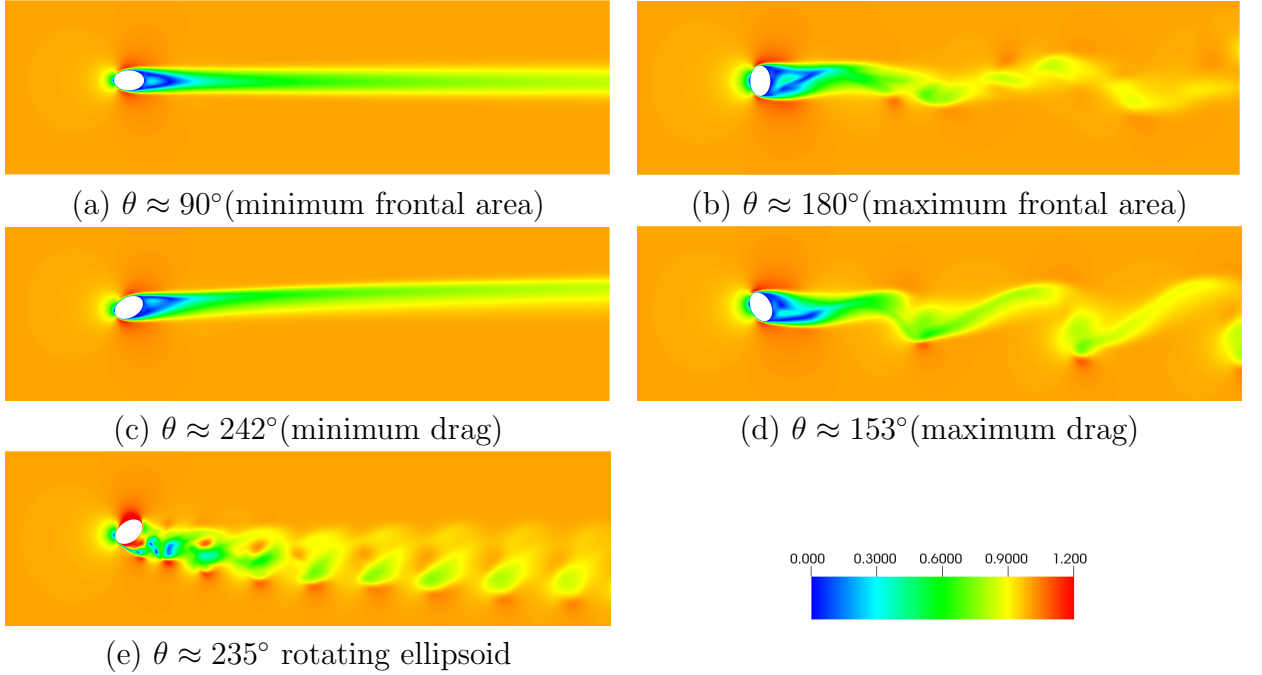 (a) θ ≈ 90°(minimum frontal area)
(b) θ ≈ 180°(maximum frontal area)
(c) θ ≈ 242°(minimum drag)
(d) θ ≈ 153°(maximum drag)
0.000 0.3000 0.6000 0.9000 1.200
(e) θ ≈ 235° rotating ellipsoid